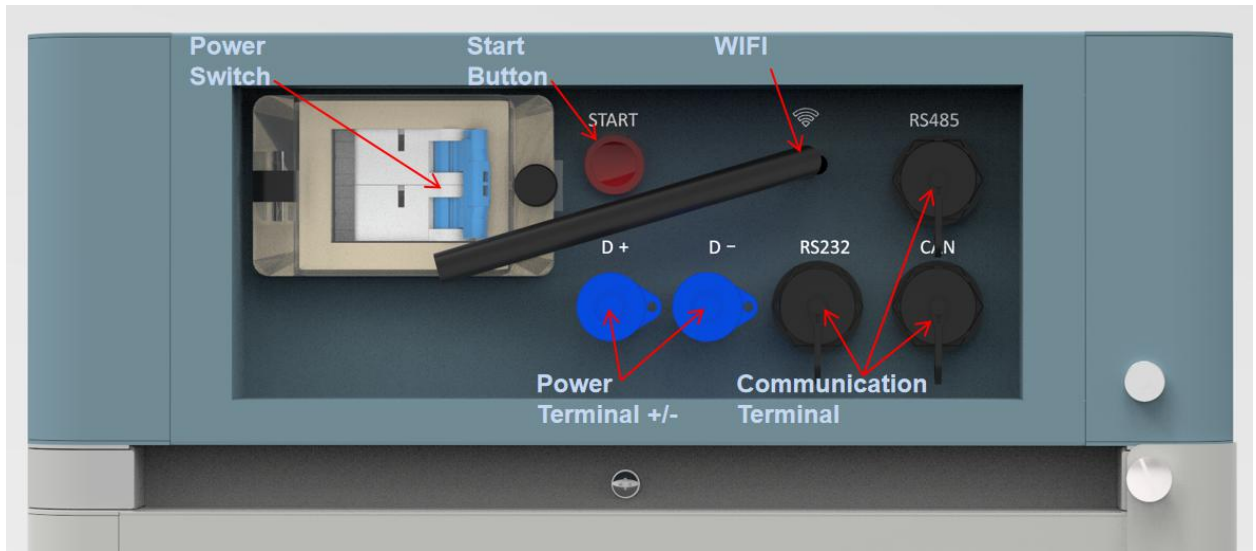 Power
Switch
Start
Button
WIFI
START
RS485
D +
D −
RS232
CAN
Power
Terminal +/-
Communication
Terminal